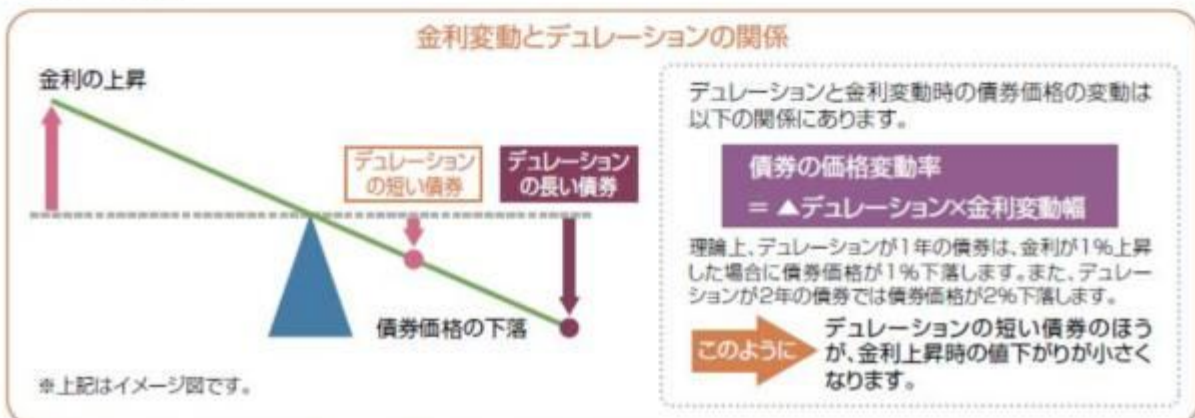 金利変動とデュレーションの関係
金利の上昇
デュレーション
の短い債券
デュレーション
の長い債券
債券価格の下落
※上記はイメージ図です。
デュレーションと金利変動時の債券価格の変動は
以下の関係にあります。
債券の価格変動率
= ▲デュレーション×金利変動幅
理論上、デュレーションが1年の債券は、金利が1%上昇
した場合に債券価格が1%下落します。また、デュレー
ションが2年の債券では債券価格が2%下落します。
このように
デュレーションの短い債券のほう
が、金利上昇時の値下がりが小さく
なります。